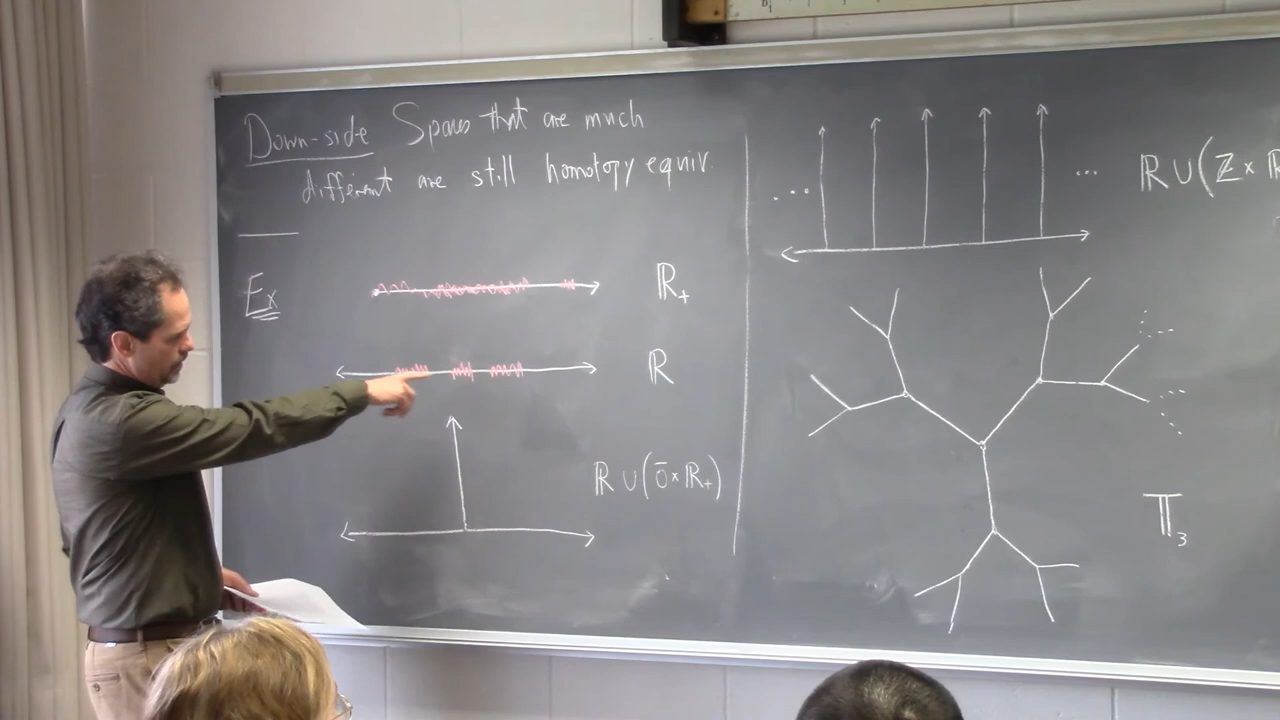 Down-side Spaces that are much
different are still homotopy equiv.
Ex
ℝ₊
ℝ
ℝ ∪ (0̄ × ℝ₊)
... ...
ℝ ∪ (ℤ × ℝ
𝕋₃